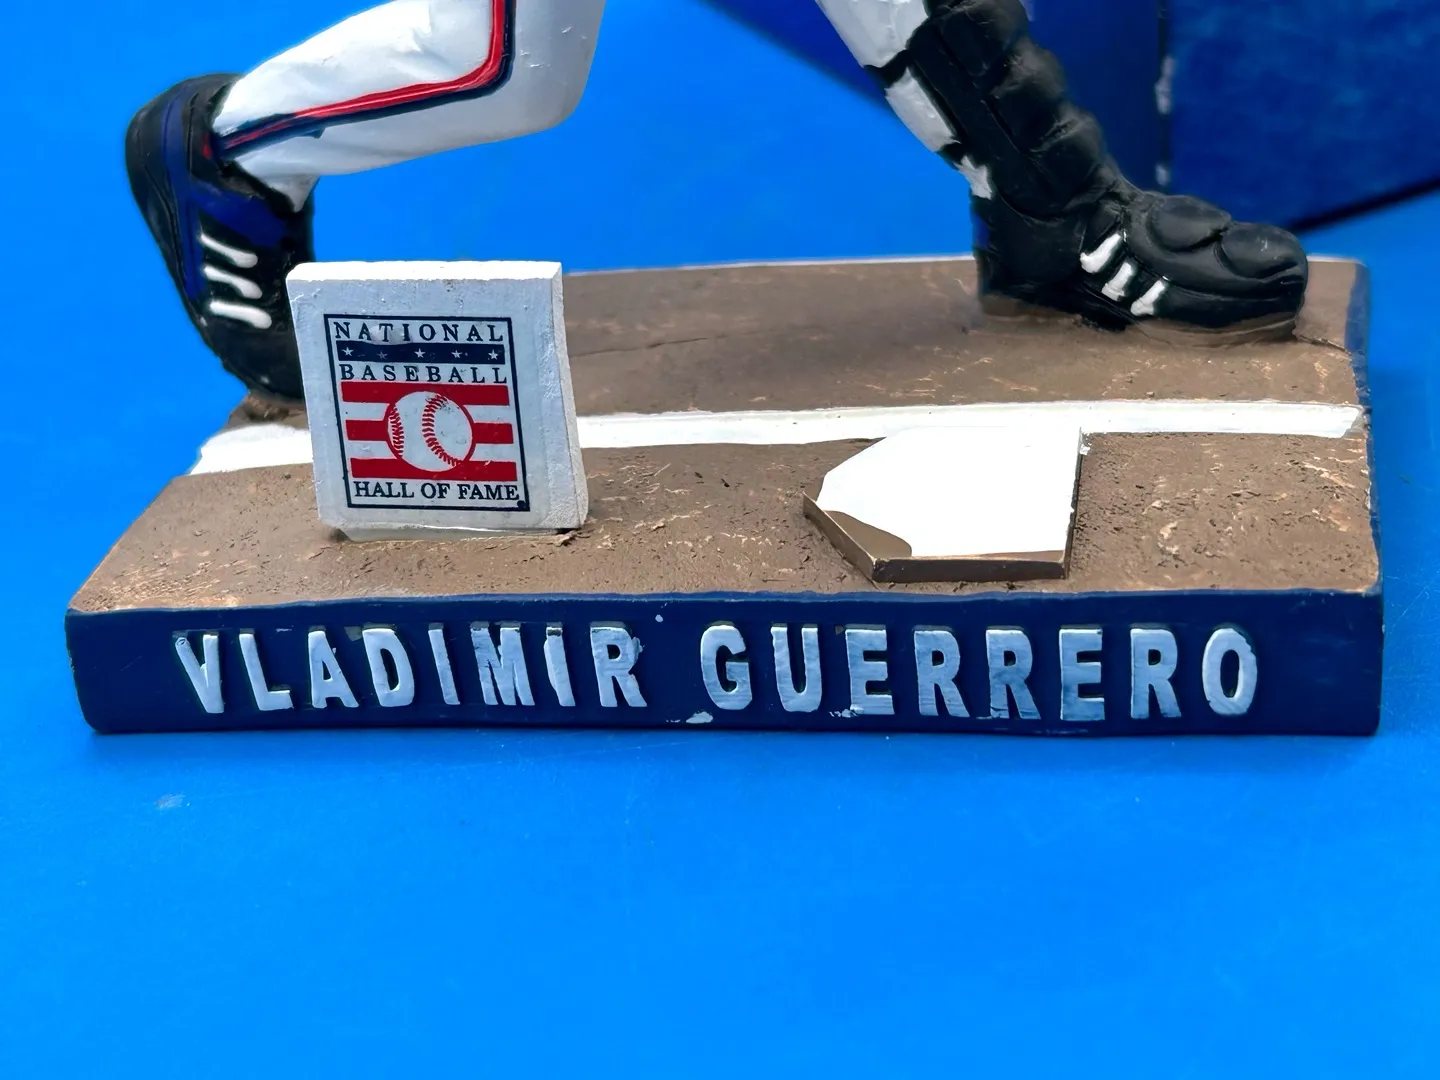 NATIONAL
BASEBALL
HALL OF FAME
VLADIMIR GUERRERO